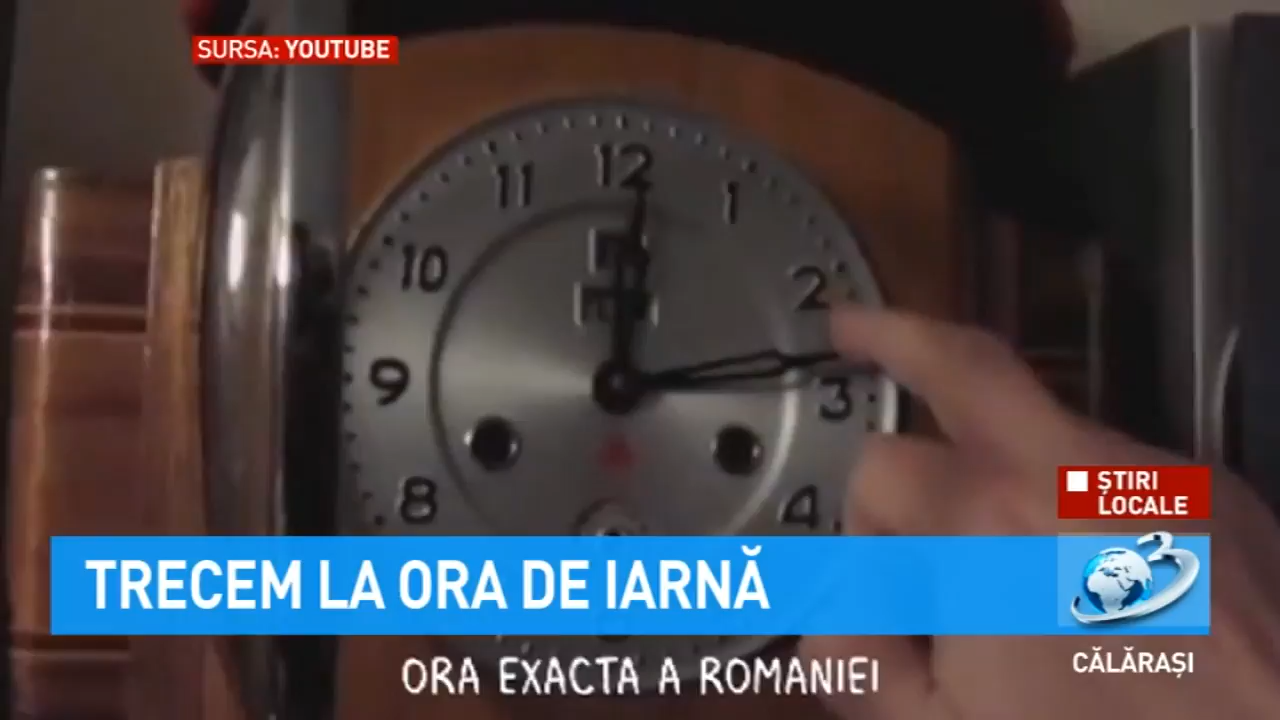 SURSA: YOUTUBE
12
11
1
10
2
9
3
8
4
ȘTIRI
LOCALE
TRECEM LA ORA DE IARNĂ
3
CĂLĂRAȘI
ORA EXACTA A ROMANIEI